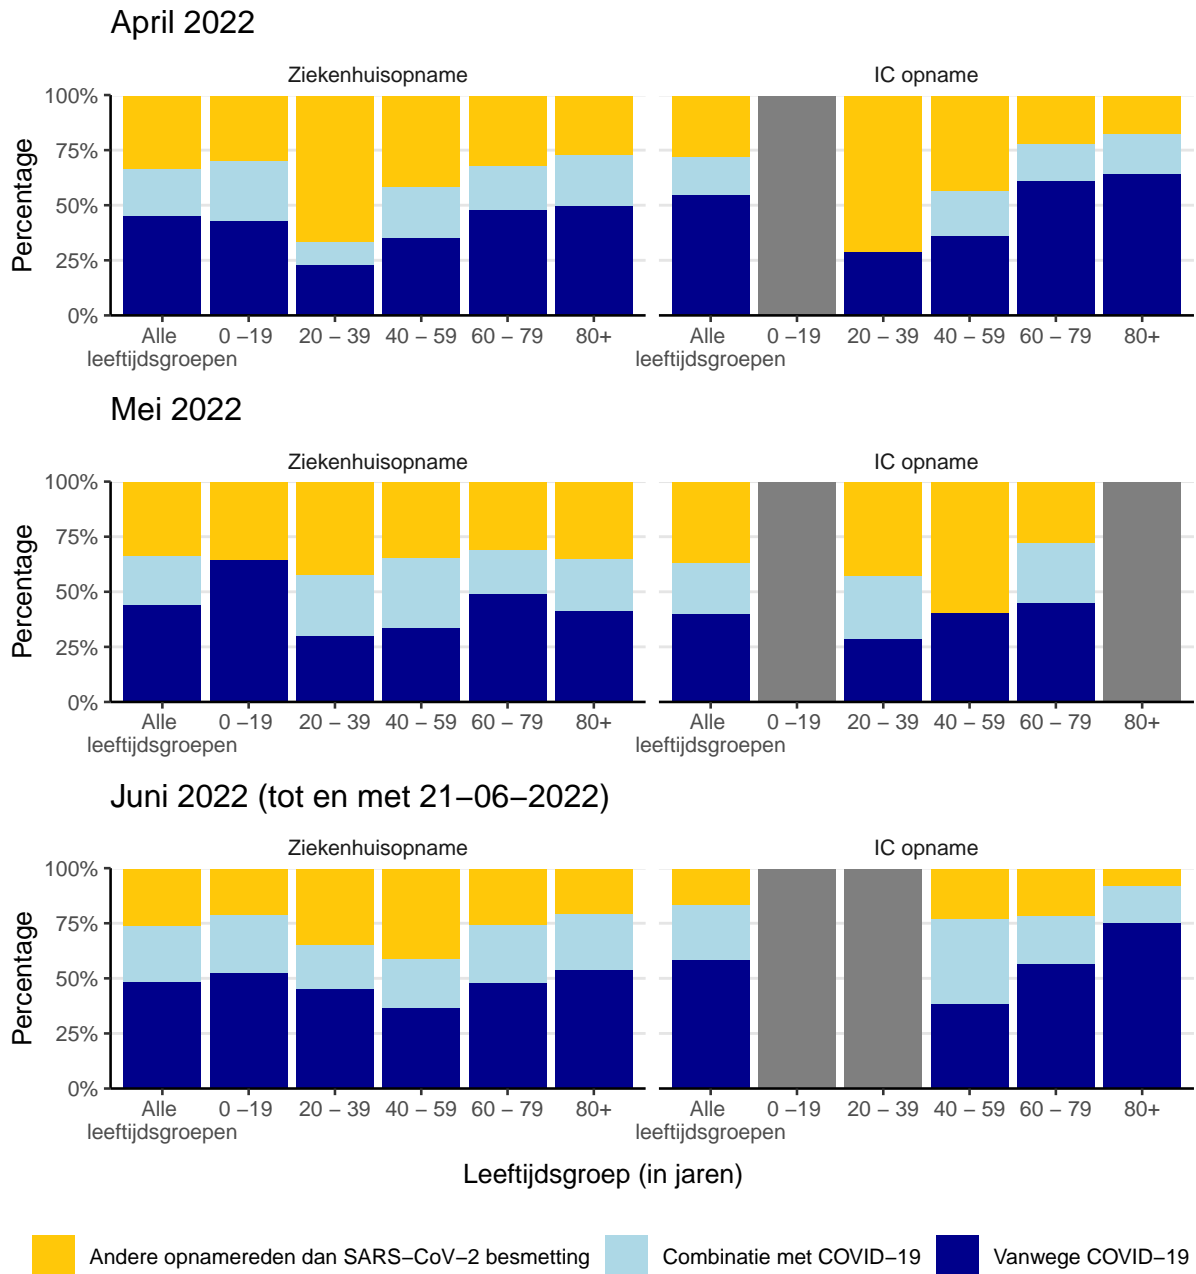 April 2022
Ziekenhuisopname IC opname
Percentage
100%
75%
50%
25%
0%
Alle 0 –19 20 – 39 40 – 59 60 – 79 80+ Alle 0 –19 20 – 39 40 – 59 60 – 79 80+
leeftijdsgroepen leeftijdsgroepen
Mei 2022
Ziekenhuisopname IC opname
Percentage
100%
75%
50%
25%
0%
Alle 0 –19 20 – 39 40 – 59 60 – 79 80+ Alle 0 –19 20 – 39 40 – 59 60 – 79 80+
leeftijdsgroepen leeftijdsgroepen
Juni 2022 (tot en met 21–06–2022)
Ziekenhuisopname IC opname
Percentage
100%
75%
50%
25%
0%
Alle 0 –19 20 – 39 40 – 59 60 – 79 80+ Alle 0 –19 20 – 39 40 – 59 60 – 79 80+
leeftijdsgroepen leeftijdsgroepen
Leeftijdsgroep (in jaren)
Andere opnamereden dan SARS–CoV–2 besmetting Combinatie met COVID–19 Vanwege COVID–19